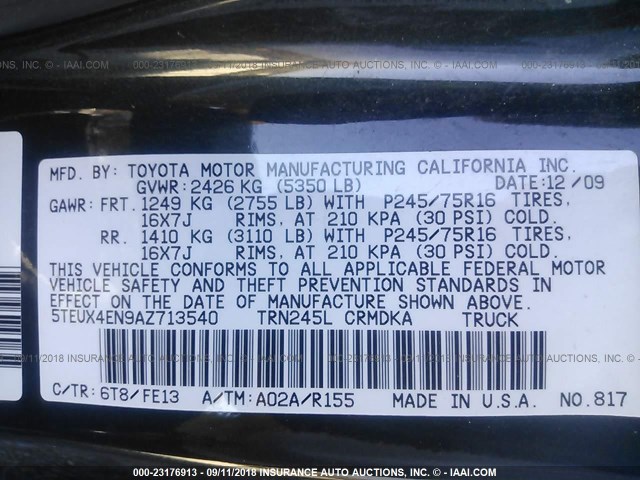 MFD. BY: TOYOTA MOTOR MANUFACTURING CALIFORNIA INC.
GVWR: 2426 KG (5350 LB) DATE: 12 /09
GAWR: FRT. 1249 KG (2755 LB) WITH P245/75R16 TIRES,
16X7J RIMS, AT 210 KPA (30 PSI) COLD.
RR. 1410 KG (3110 LB) WITH P245/75R16 TIRES,
16X7J RIMS, AT 210 KPA (30 PSI) COLD.
THIS VEHICLE CONFORMS TO ALL APPLICABLE FEDERAL MOTOR
VEHICLE SAFETY AND THEFT PREVENTION STANDARDS IN
EFFECT ON THE DATE OF MANUFACTURE SHOWN ABOVE.
5TEUX4EN9AZ713540 TRN245L CRMDKA TRUCK
C/TR: 6T8/FE13 A/TM: A02A/R155 MADE IN U.S.A. NO. 817
000-23176913 - 09/11/2018 INSURANCE AUTO AUCTIONS, INC. © - IAAI.COM